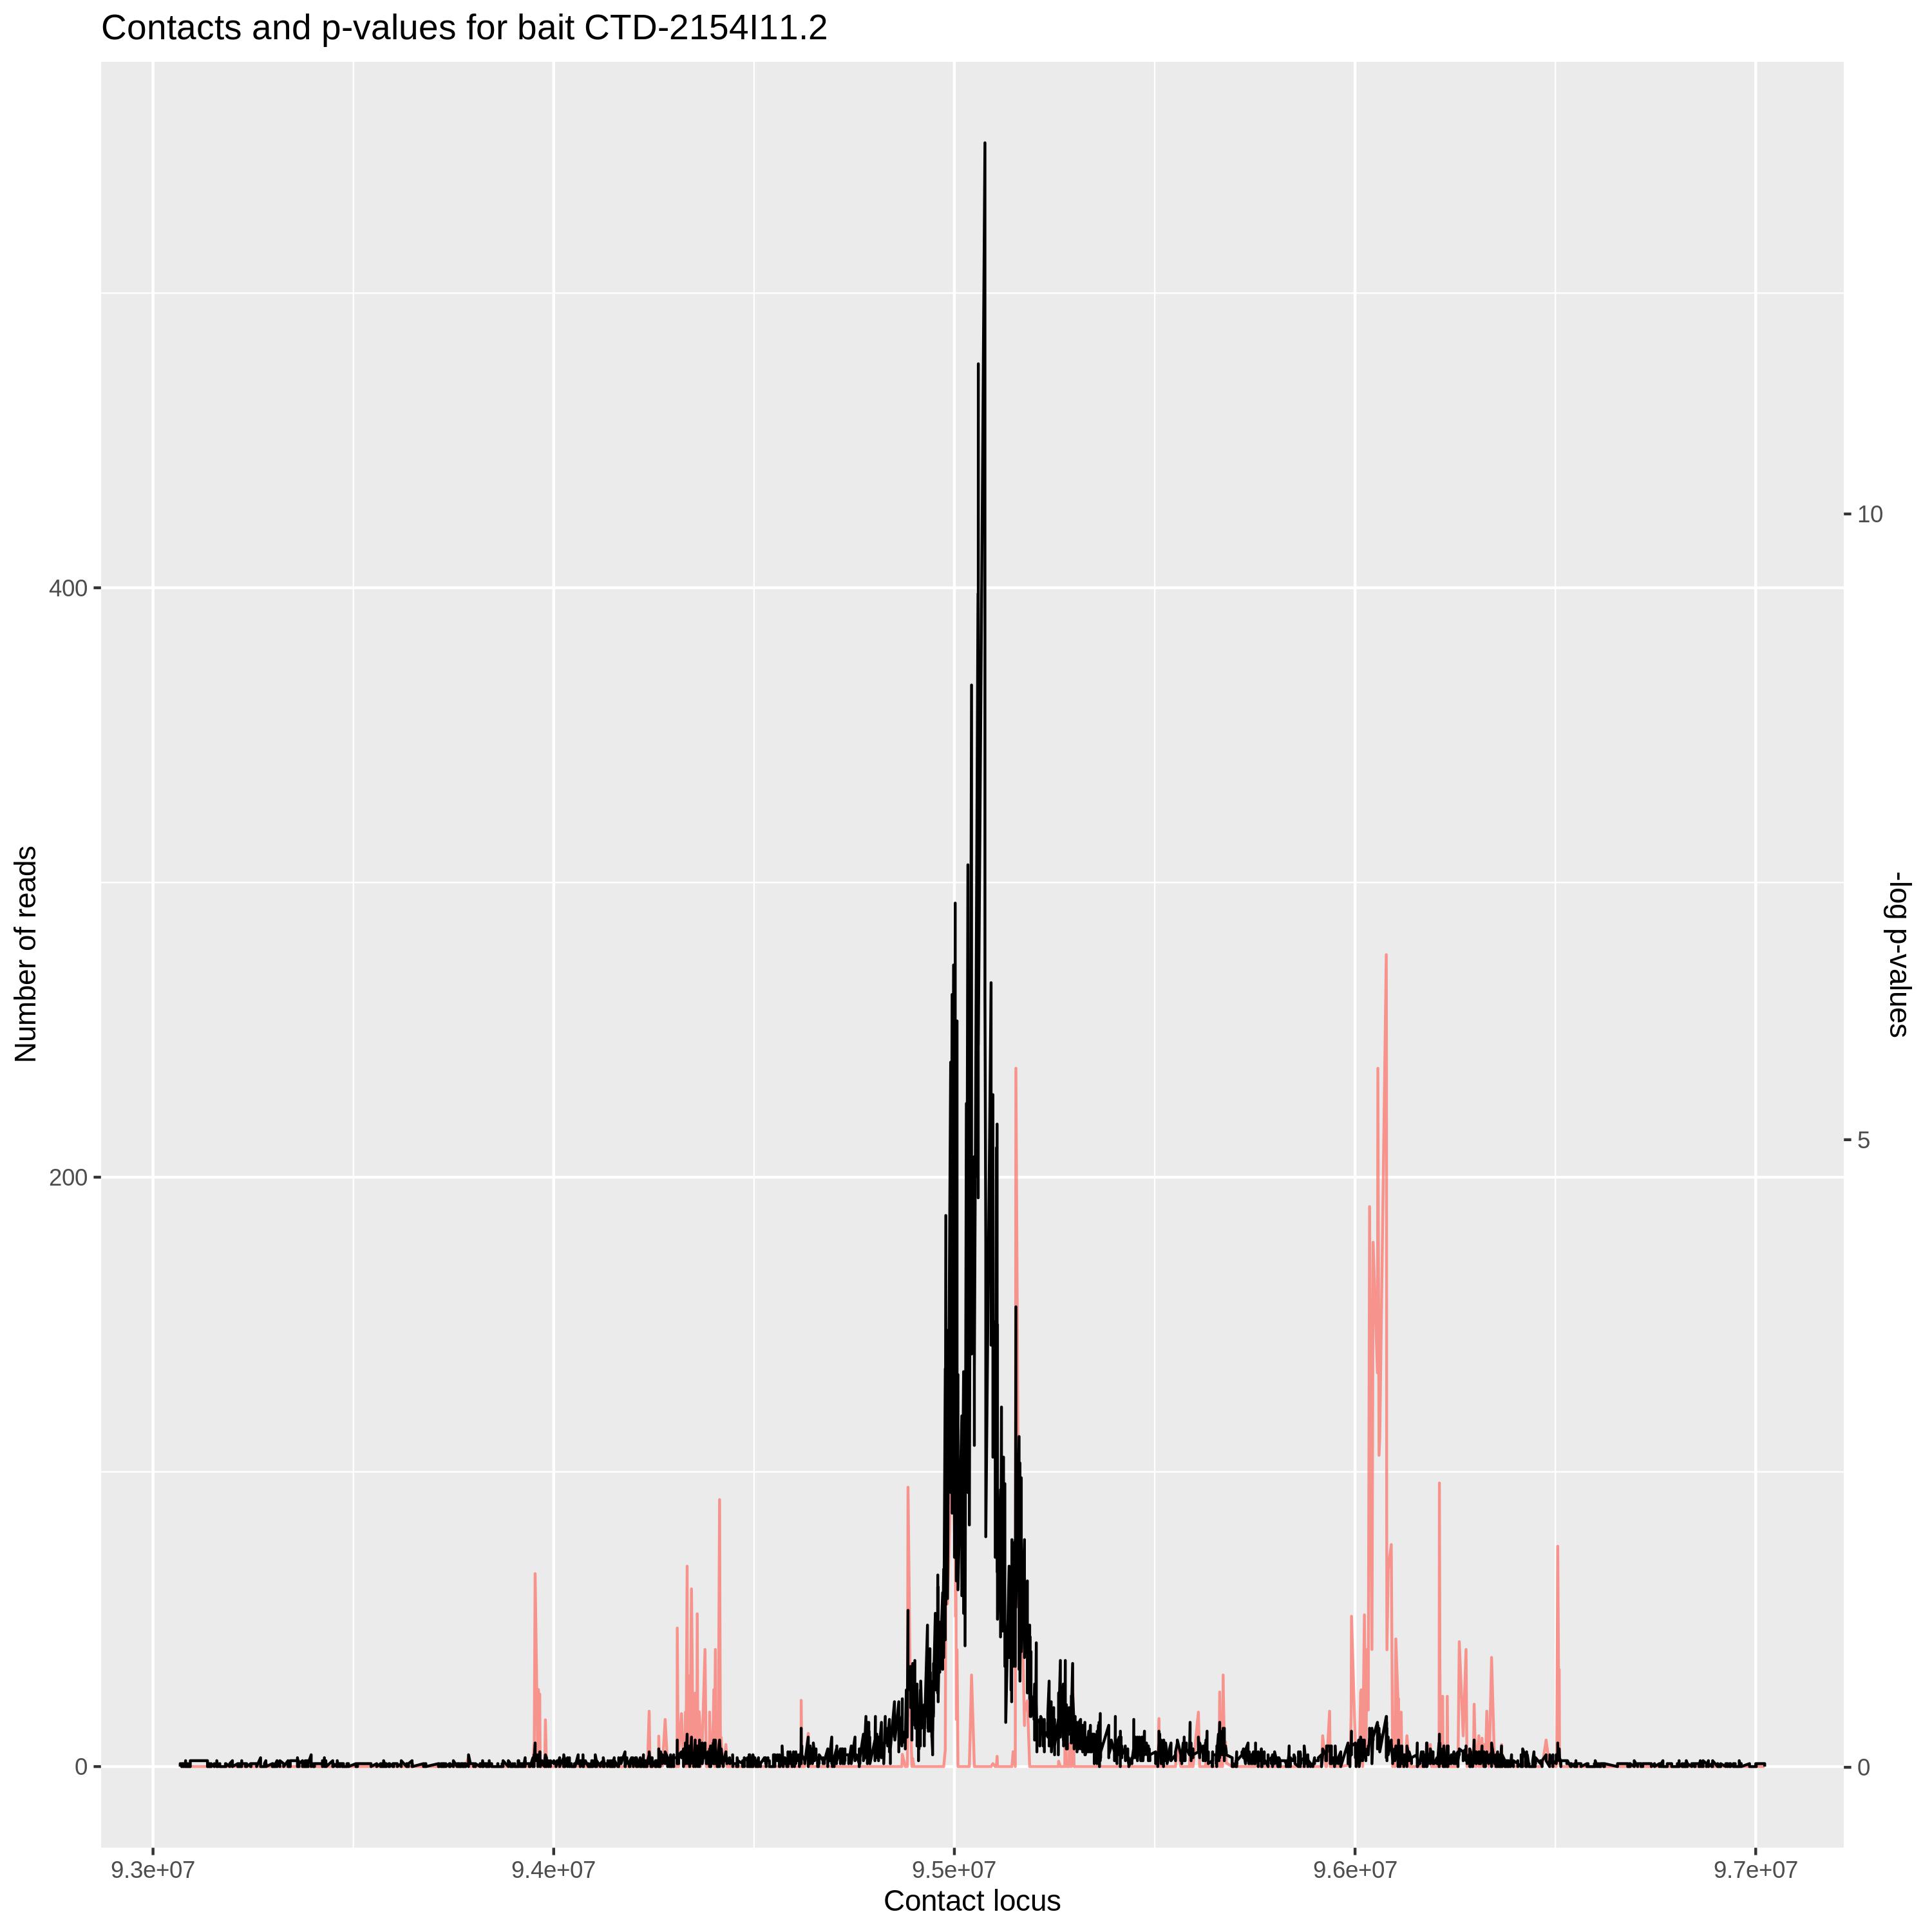 Contacts and p-values for bait CTD-2154I11.2
Number of reads
400
200
0
10
5
0
-log p-values
9.3e+07
9.4e+07
9.5e+07
9.6e+07
9.7e+07
Contact locus